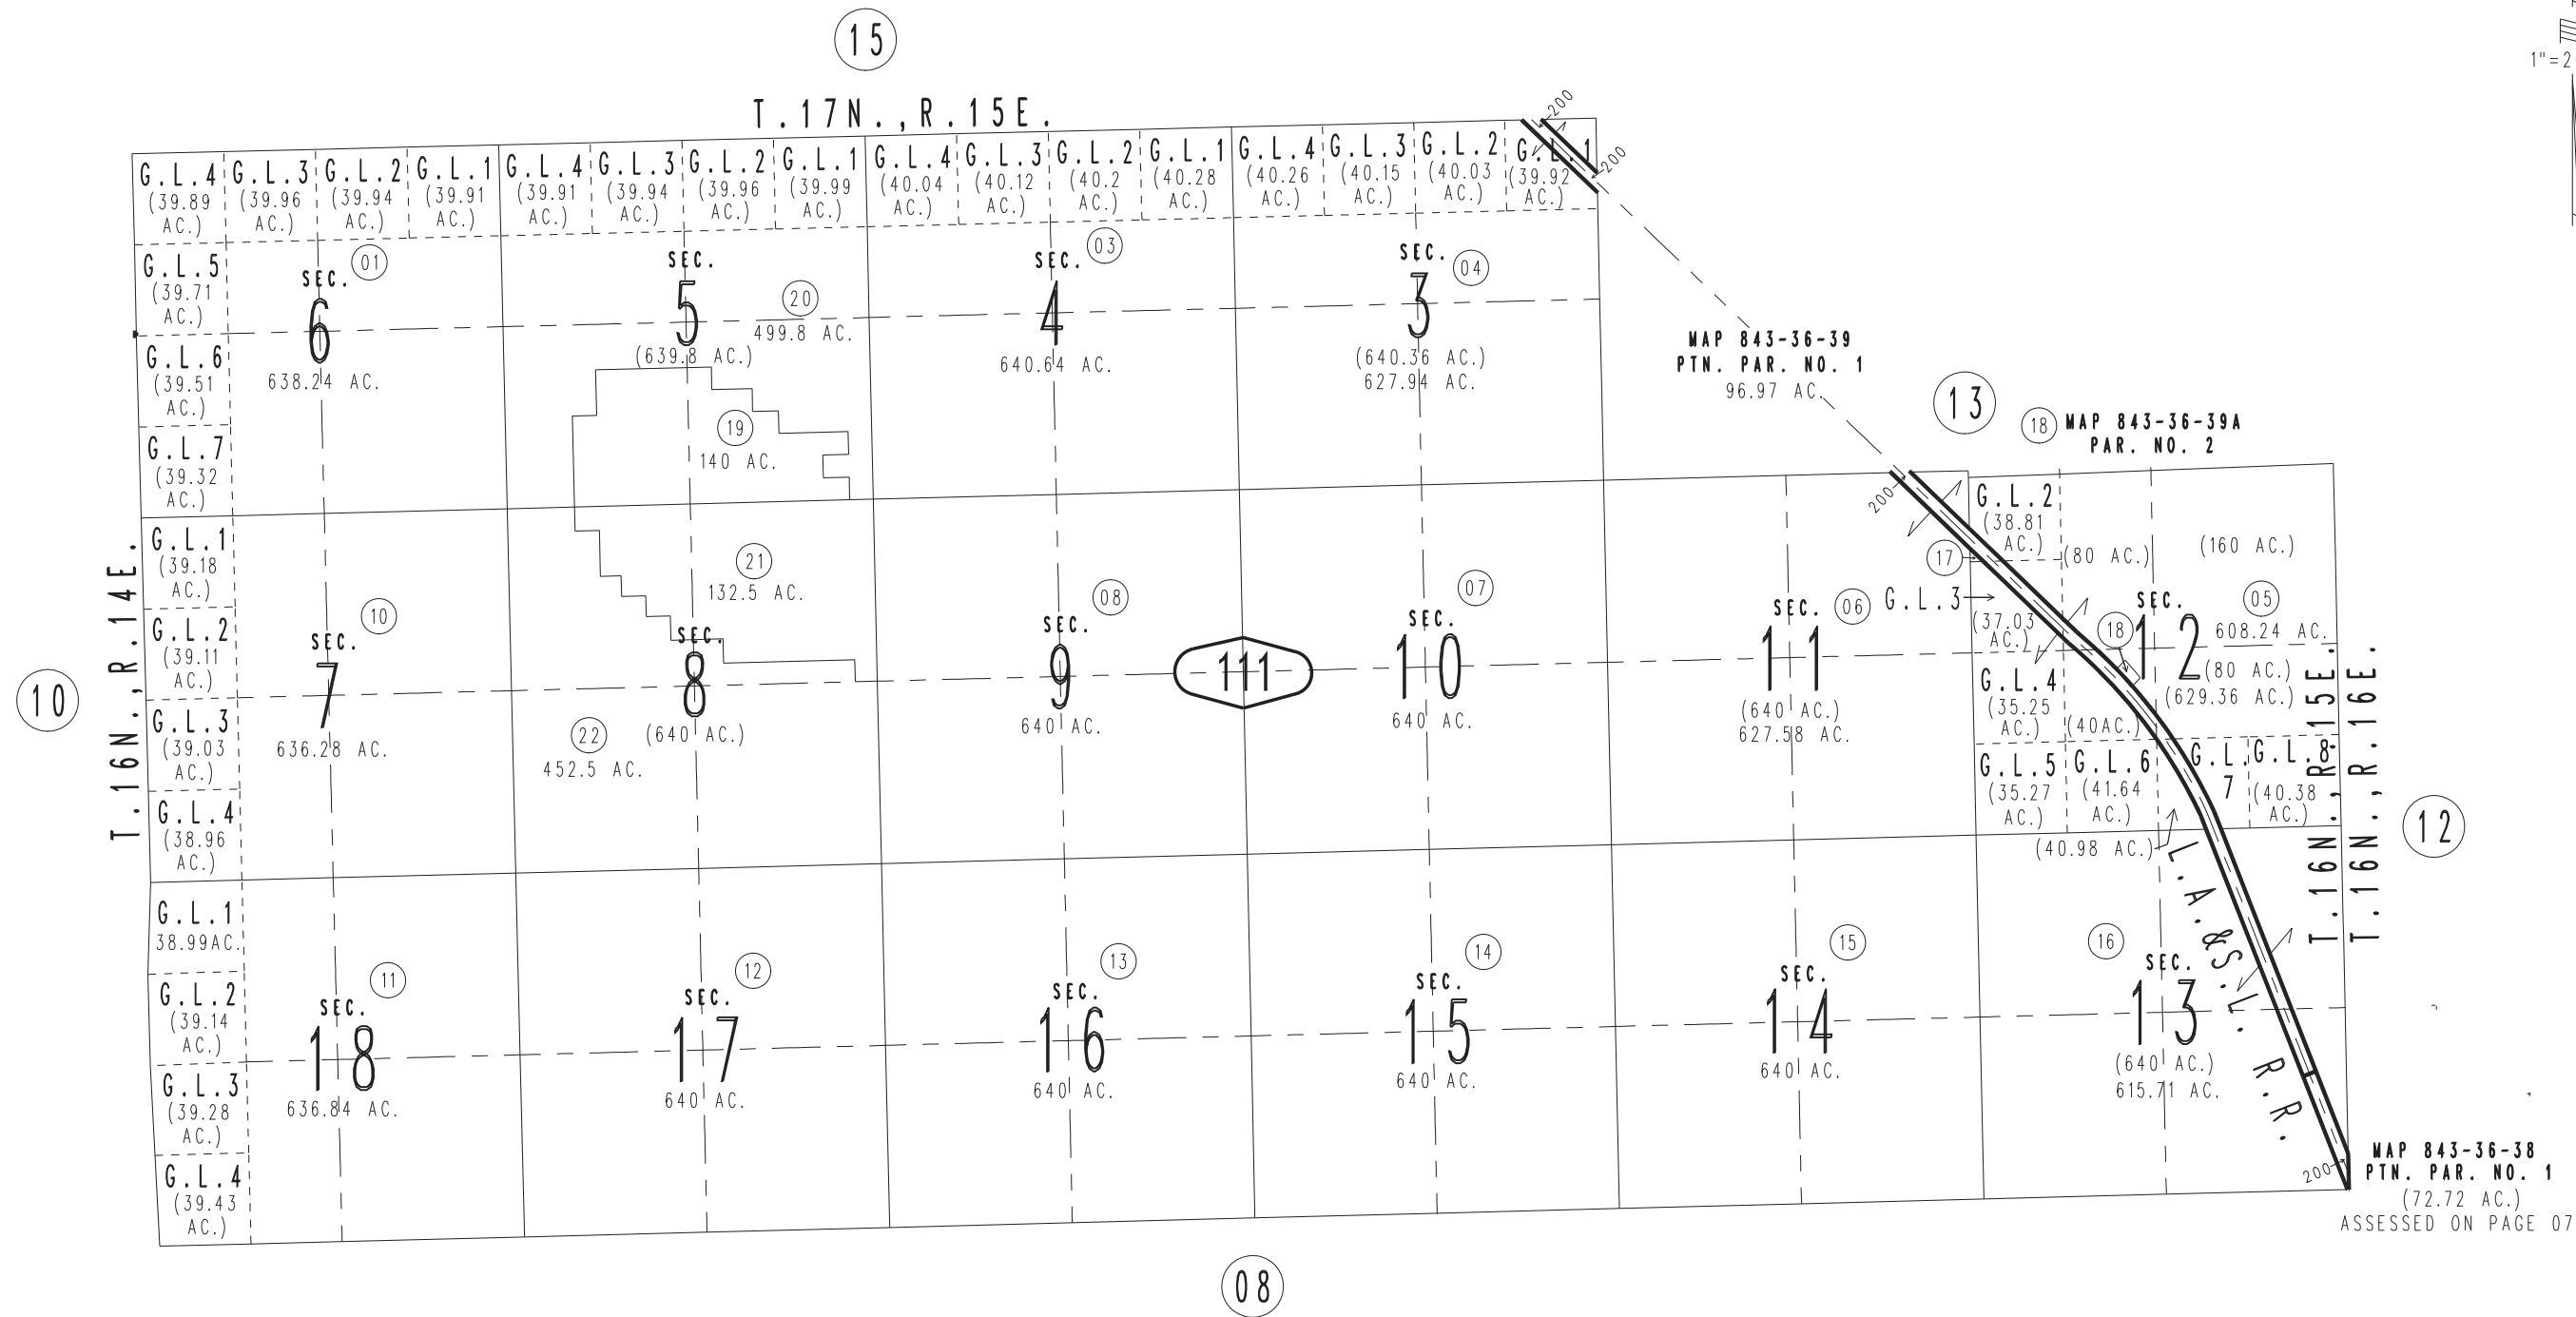 15
1"=2
T.17N.,R.15E.
200
200
G.L.4
(39.89
AC.)
G.L.3
(39.96
AC.)
G.L.2
(39.94
AC.)
G.L.1
(39.91
AC.)
G.L.4
(39.91
AC.)
G.L.3
(39.94
AC.)
G.L.2
(39.96
AC.)
G.L.1
(39.99
AC.)
G.L.4
(40.04
AC.)
G.L.3
(40.12
AC.)
G.L.2
(40.2
AC.)
G.L.1
(40.28
AC.)
G.L.4
(40.26
AC.)
G.L.3
(40.15
AC.)
G.L.2
(40.03
AC.)
G.L.1
(39.92
AC.)
G.L.5
(39.71
AC.)
G.L.6
(39.51
AC.)
G.L.7
(39.32
AC.)
SEC.
01
6
638.24 AC.
SEC.
5
20
499.8 AC.
(639.8 AC.)
19
140 AC.
SEC.
03
4
640.64 AC.
SEC.
04
3
(640.36 AC.)
627.94 AC.
MAP 843-36-39
PTN. PAR. NO. 1
96.97 AC.
13
18
MAP 843-36-39A
PAR. NO. 2
T.16N.,R.14E.
10
G.L.1
(39.18
AC.)
G.L.2
(39.11
AC.)
G.L.3
(39.03
AC.)
G.L.4
(38.96
AC.)
SEC.
10
7
636.28 AC.
21
132.5 AC.
SEC.
8
(640 AC.)
22
452.5 AC.
SEC.
08
9
640 AC.
111
SEC.
07
10
640 AC.
SEC.
06
11
(640 AC.)
627.58 AC.
200
17
G.L.2
(38.81
AC.)
(80 AC.)
(160 AC.)
G.L.3
(37.03
AC.)
18
SEC.
12
05
608.24 AC.
(80 AC.)
(629.36 AC.)
G.L.4
(35.25
AC.)
(40AC.)
G.L.5
(35.27
AC.)
G.L.6
(41.64
AC.)
G.L.
7
G.L.8
(40.38
AC.)
(40.98 AC.)
T.16N.,R.15E.
T.16N.,R.16E.
12
L.A.&S.L. R.R.
G.L.1
38.99AC.
G.L.2
(39.14
AC.)
G.L.3
(39.28
AC.)
G.L.4
(39.43
AC.)
SEC.
11
18
636.84 AC.
SEC.
12
17
640 AC.
SEC.
13
16
640 AC.
SEC.
14
15
640 AC.
SEC.
15
14
640 AC.
SEC.
16
13
(640 AC.)
615.71 AC.
200
MAP 843-36-38
PTN. PAR. NO. 1
(72.72 AC.)
ASSESSED ON PAGE 07
08